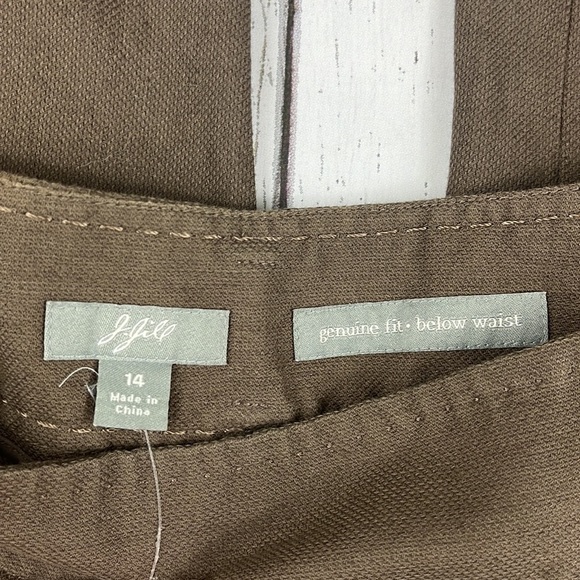 J.Jill
genuine fit · below waist
14
Made in
China